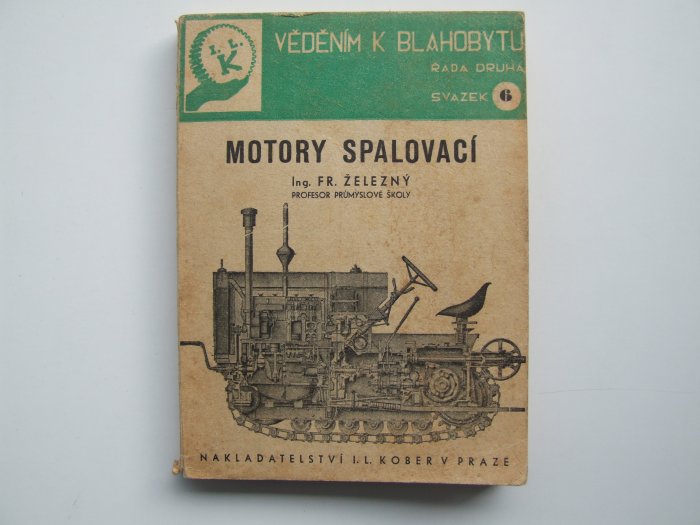 I. L.
K
VĚDĚNÍM K BLAHOBYTU
ŘADA DRUHÁ
SVAZEK 6
MOTORY SPALOVACÍ
Ing. FR. ŽELEZNÝ
PROFESOR PRŮMYSLOVÉ ŠKOLY
NAKLADATELSTVÍ I. L. KOBER V PRAZE